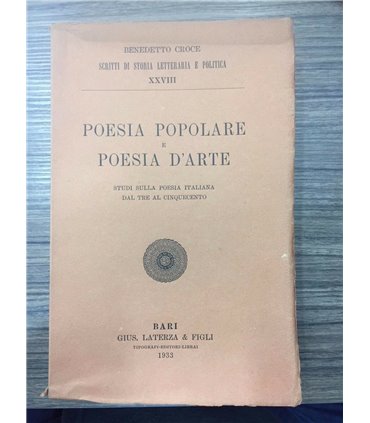 BENEDETTO CROCE
SCRITTI DI STORIA LETTERARIA E POLITICA
XXVIII
POESIA POPOLARE
E
POESIA D'ARTE
STUDI SULLA POESIA ITALIANA
DAL TRE AL CINQUECENTO
BARI
GIUS. LATERZA & FIGLI
TIPOGRAFI-EDITORI-LIBRAI
1933